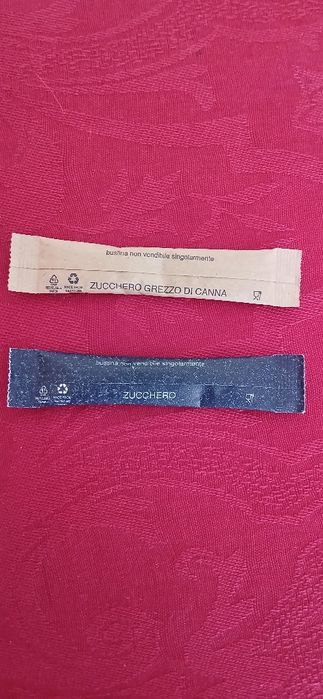 bustina non vendibile singolarmente
ZUCCHERO GREZZO DI CANNA
bustina non vendibile singolarmente
ZUCCHERO